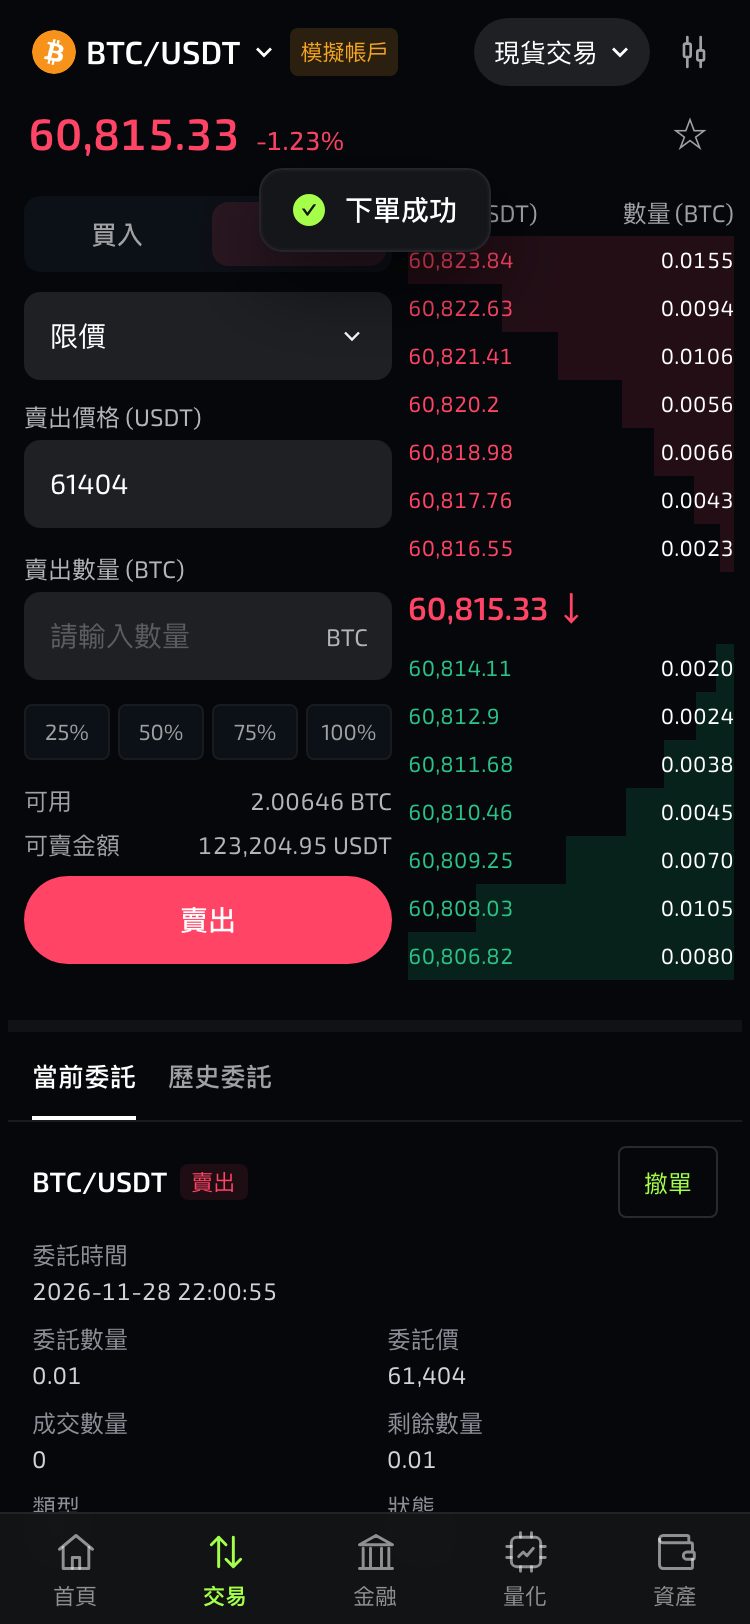 BTC/USDT 模擬帳戶 現貨交易
60,815.33 -1.23%
下單成功
買入 SDT) 數量 (BTC)
60,823.84 0.0155
限價 60,822.63 0.0094
60,821.41 0.0106
賣出價格 (USDT) 60,820.2 0.0056
61404 60,818.98 0.0066
60,817.76 0.0043
賣出數量 (BTC) 60,816.55 0.0023
請輸入數量 BTC 60,815.33 ↓
60,814.11 0.0020
25% 50% 75% 100% 60,812.9 0.0024
60,811.68 0.0038
可用 2.00646 BTC 60,810.46 0.0045
可賣金額 123,204.95 USDT 60,809.25 0.0070
賣出 60,808.03 0.0105
60,806.82 0.0080
當前委託 歷史委託
BTC/USDT 賣出 撤單
委託時間
2026-11-28 22:00:55
委託數量 委託價
0.01 61,404
成交數量 剩餘數量
0 0.01
類型 狀態
首頁 交易 金融 量化 資產